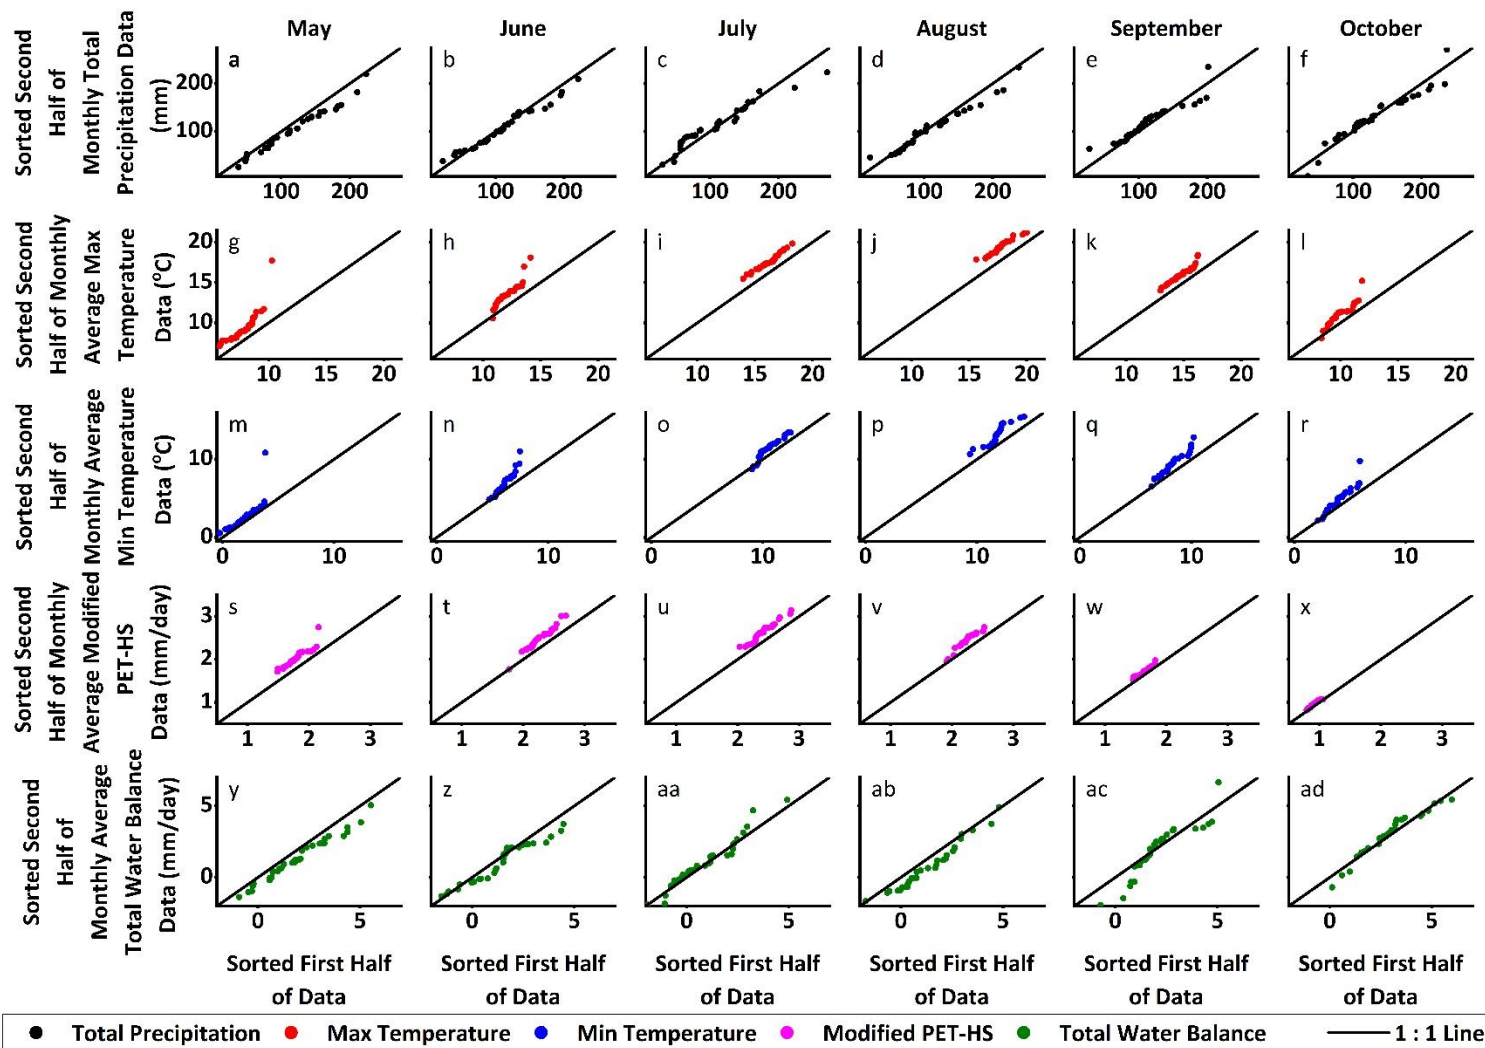 May June July August September October
Sorted Second
Half of
Monthly Total
Precipitation Data
(mm)
a b c d e f
200
100
100 200 100 200 100 200 100 200 100 200 100 200
Sorted Second
Half of Monthly
Average Max
Temperature
Data (°C)
g h i j k l
20
15
10
10 15 20 10 15 20 10 15 20 10 15 20 10 15 20 10 15 20
Sorted Second
Half of
Monthly Average
Min Temperature
Data (°C)
m n o p q r
10
0
0 10 0 10 0 10 0 10 0 10 0 10
Sorted Second
Half of Monthly
Average Modified
PET-HS
Data (mm/day)
s t u v w x
3
2
1
1 2 3 1 2 3 1 2 3 1 2 3 1 2 3 1 2 3
Sorted Second
Half of
Monthly Average
Total Water Balance
Data (mm/day)
y z aa ab ac ad
5
0
0 5 0 5 0 5 0 5 0 5 0 5
Sorted First Half Sorted First Half Sorted First Half Sorted First Half Sorted First Half Sorted First Half
of Data of Data of Data of Data of Data of Data
Total Precipitation Max Temperature Min Temperature Modified PET-HS Total Water Balance 1 : 1 Line